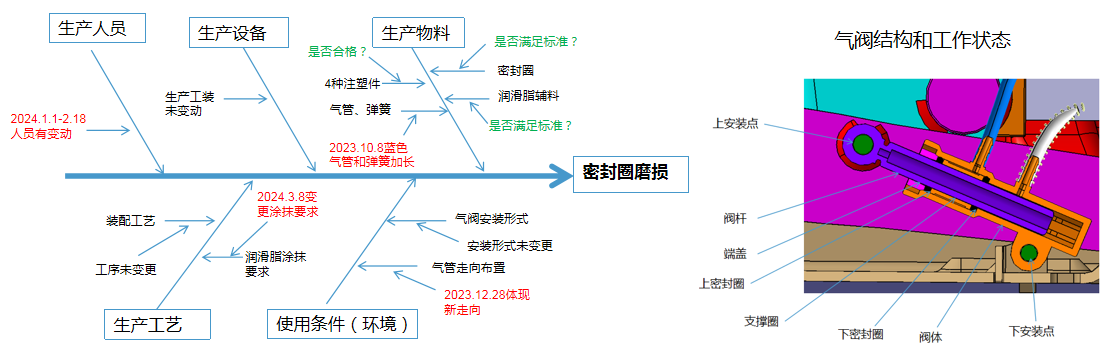 生产人员
生产设备
生产物料
是否合格？
是否满足标准？
密封圈
4种注塑件
生产工装
未变动
润滑脂辅料
气管、弹簧
是否满足标准？
2024.1.1-2.18
人员有变动
2023.10.8蓝色
气管和弹簧加长
密封圈磨损
2024.3.8变
更涂抹要求
装配工艺
工序未变更
润滑脂涂抹
要求
气阀安装形式
安装形式未变更
气管走向布置
2023.12.28体现
新走向
生产工艺
使用条件（环境）
气阀结构和工作状态
上安装点
阀杆
端盖
上密封圈
支撑圈
下密封圈
阀体
下安装点